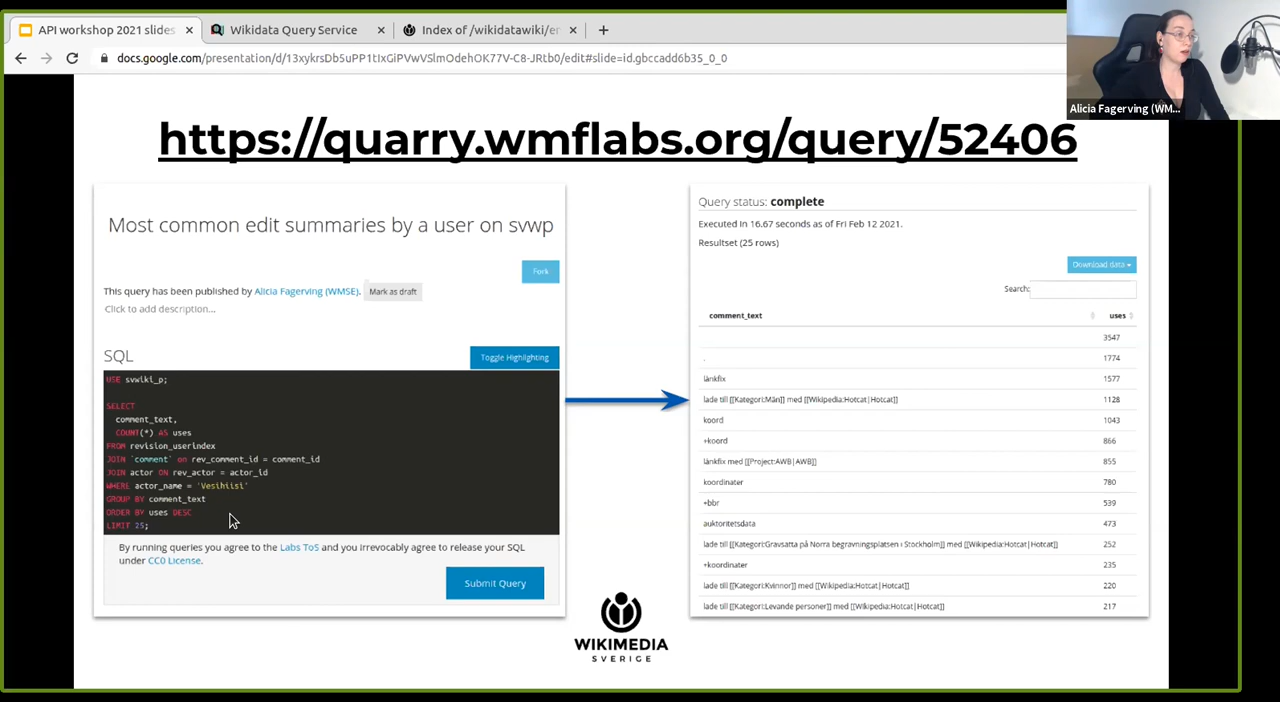 API workshop 2021 slides
Wikidata Query Service
Index of /wikidatawiki/er
docs.google.com/presentation/d/13xykrsDb5uPP1tIxGiPVwVSlmOdehOK77V-C8-JRtb0/edit#slide=id.gbccadd6b35_0_0
Alicia Fagerving (WM...
https://quarry.wmflabs.org/query/52406
Most common edit summaries by a user on svwp
Fork
This query has been published by Alicia Fagerving (WMSE). Mark as draft
Click to add description...
SQL
Toggle Highlighting
USE svwiki_p;
SELECT
comment_text,
COUNT(*) AS uses
FROM revision_userindex
JOIN `comment` on rev_comment_id = comment_id
JOIN actor ON rev_actor = actor_id
WHERE actor_name = 'Vesihiisi'
GROUP BY comment_text
ORDER BY uses DESC
LIMIT 25;
By running queries you agree to the Labs ToS and you irrevocably agree to release your SQL
under CC0 License.
Submit Query
WIKIMEDIA
SVERIGE
Query status: complete
Executed in 16.67 seconds as of Fri Feb 12 2021.
Resultset (25 rows)
Download data
Search:
comment_text uses
3547
. 1774
länkfix 1577
lade till [[Kategori:Män]] med [[Wikipedia:Hotcat|Hotcat]] 1128
koord 1043
+koord 866
länkfix med [[Project:AWB|AWB]] 855
koordinater 780
+bbr 539
auktoritetsdata 473
lade till [[Kategori:Gravsatta på Norra begravningsplatsen i Stockholm]] med [[Wikipedia:Hotcat|Hotcat]] 252
+koordinater 235
lade till [[Kategori:Kvinnor]] med [[Wikipedia:Hotcat|Hotcat]] 220
lade till [[Kategori:Levande personer]] med [[Wikipedia:Hotcat|Hotcat]] 217